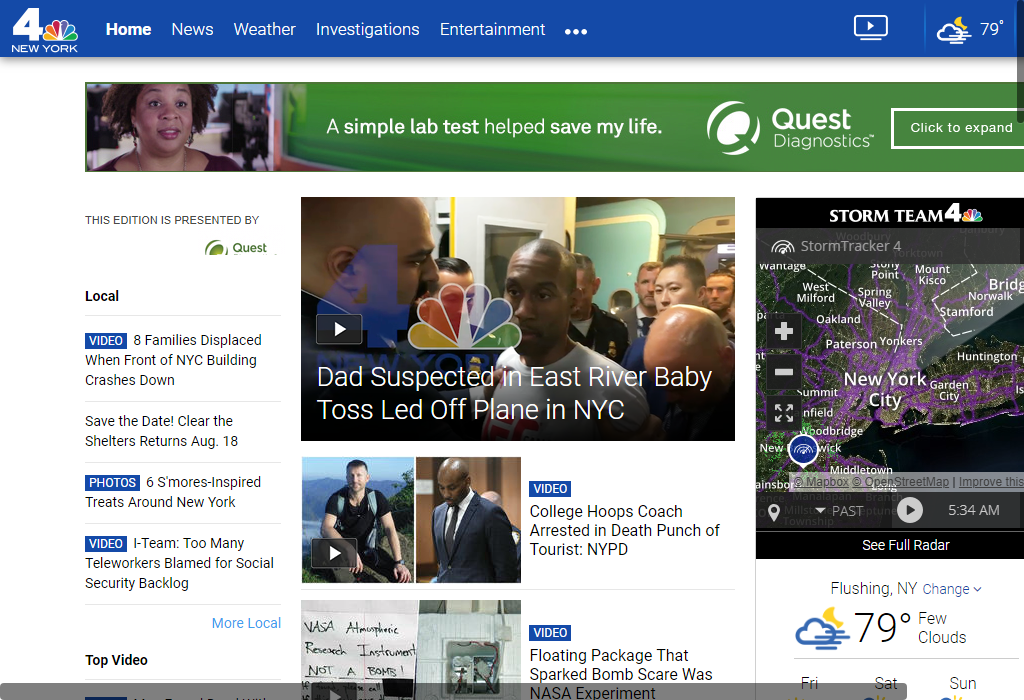 4
NEW YORK
Home
News
Weather
Investigations
Entertainment
79°
A simple lab test helped save my life.
Quest
Diagnostics™
Click to expand
THIS EDITION IS PRESENTED BY
Quest
Local
VIDEO 8 Families Displaced
When Front of NYC Building
Crashes Down
Save the Date! Clear the
Shelters Returns Aug. 18
PHOTOS 6 S'mores-Inspired
Treats Around New York
VIDEO I-Team: Too Many
Teleworkers Blamed for Social
Security Backlog
More Local
Top Video
4
NEW YORK
Dad Suspected in East River Baby
Toss Led Off Plane in NYC
VIDEO
College Hoops Coach
Arrested in Death Punch of
Tourist: NYPD
NASA Atmospheric
Research Instrument
NOT A BOMB!
VIDEO
Floating Package That
Sparked Bomb Scare Was
NASA Experiment
STORM TEAM 4
StormTracker 4
Woodbury
Danbury
Yorktown
Wantage
Stony
Point
Mount
Kisco
West
Milford
Spring
Valley
Norwalk
Stamford
Oakland
Paterson
Yonkers
Huntington
New York
City
Garden
City
Summit
Woodbridge
Middletown
© Mapbox © OpenStreetMap | Improve this
Manalapan
Township
PAST
5:34 AM
See Full Radar
Flushing, NY Change
79°
Few
Clouds
Fri
Sat
Sun